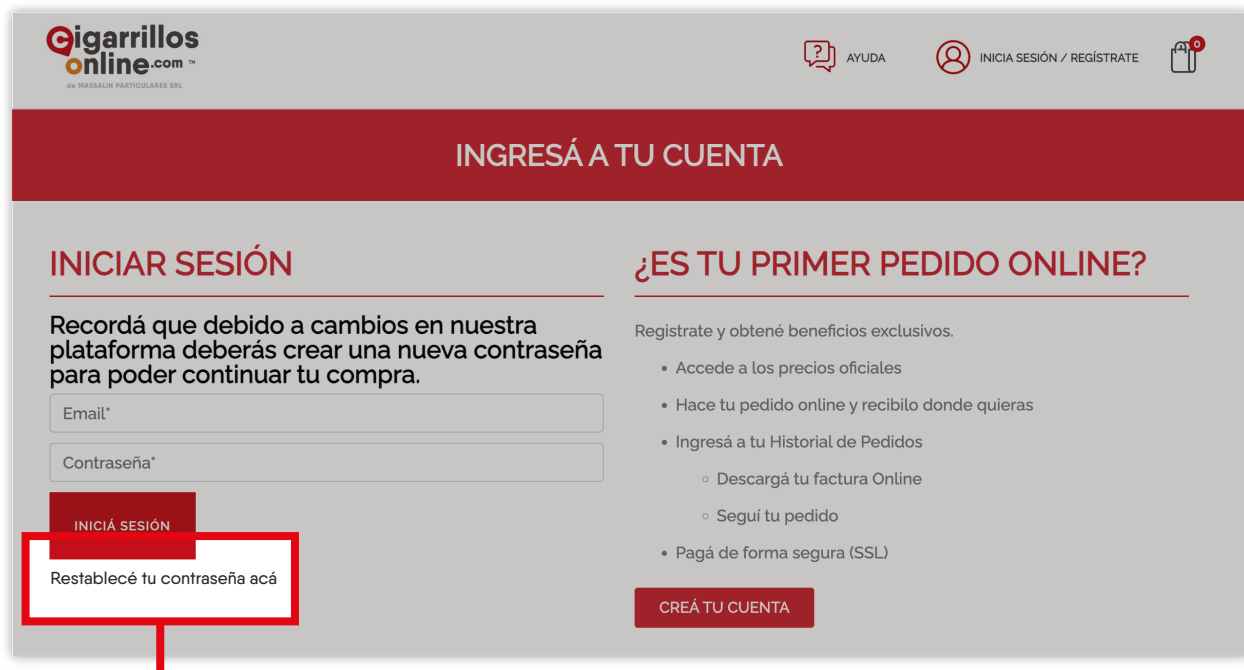 cigarrillos
online.com ™
de MASSALIN PARTICULARES SRL
?
AYUDA
INICIA SESIÓN / REGÍSTRATE
0
INGRESÁ A TU CUENTA
INICIAR SESIÓN
Recordá que debido a cambios en nuestra
plataforma deberás crear una nueva contraseña
para poder continuar tu compra.
Email*
Contraseña*
INICIÁ SESIÓN
Restablecé tu contraseña acá
¿ES TU PRIMER PEDIDO ONLINE?
Registrate y obtené beneficios exclusivos.
• Accede a los precios oficiales
• Hace tu pedido online y recibilo donde quieras
• Ingresá a tu Historial de Pedidos
◦ Descargá tu factura Online
◦ Seguí tu pedido
• Pagá de forma segura (SSL)
CREÁ TU CUENTA